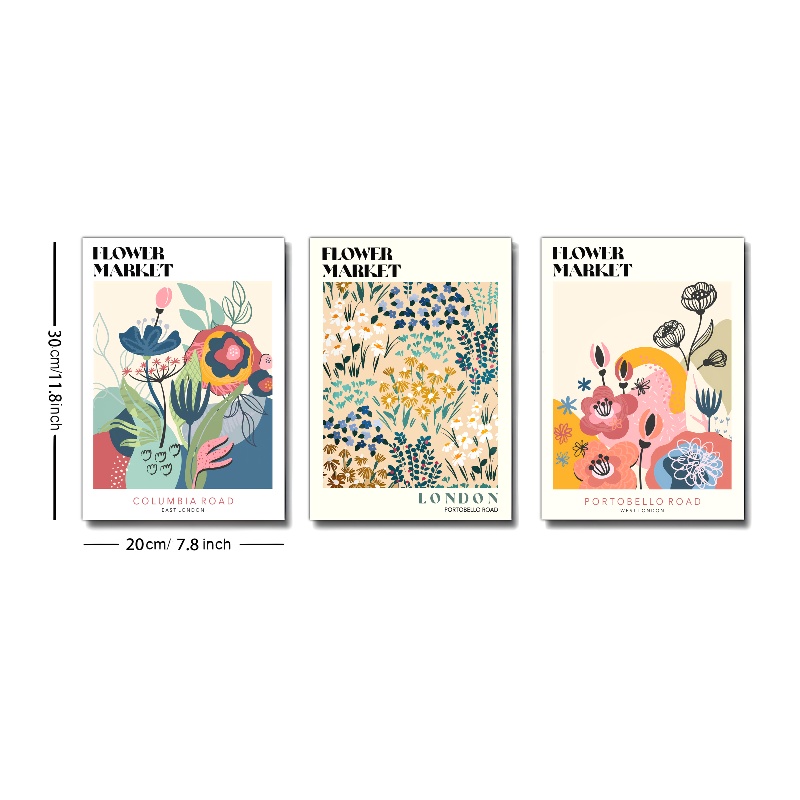 FLOWER
MARKET
COLUMBIA ROAD
EAST LONDON
FLOWER
MARKET
LONDON
PORTOBELLO ROAD
FLOWER
MARKET
PORTOBELLO ROAD
WEST LONDON
30cm/11.8inch
20cm/ 7.8 inch